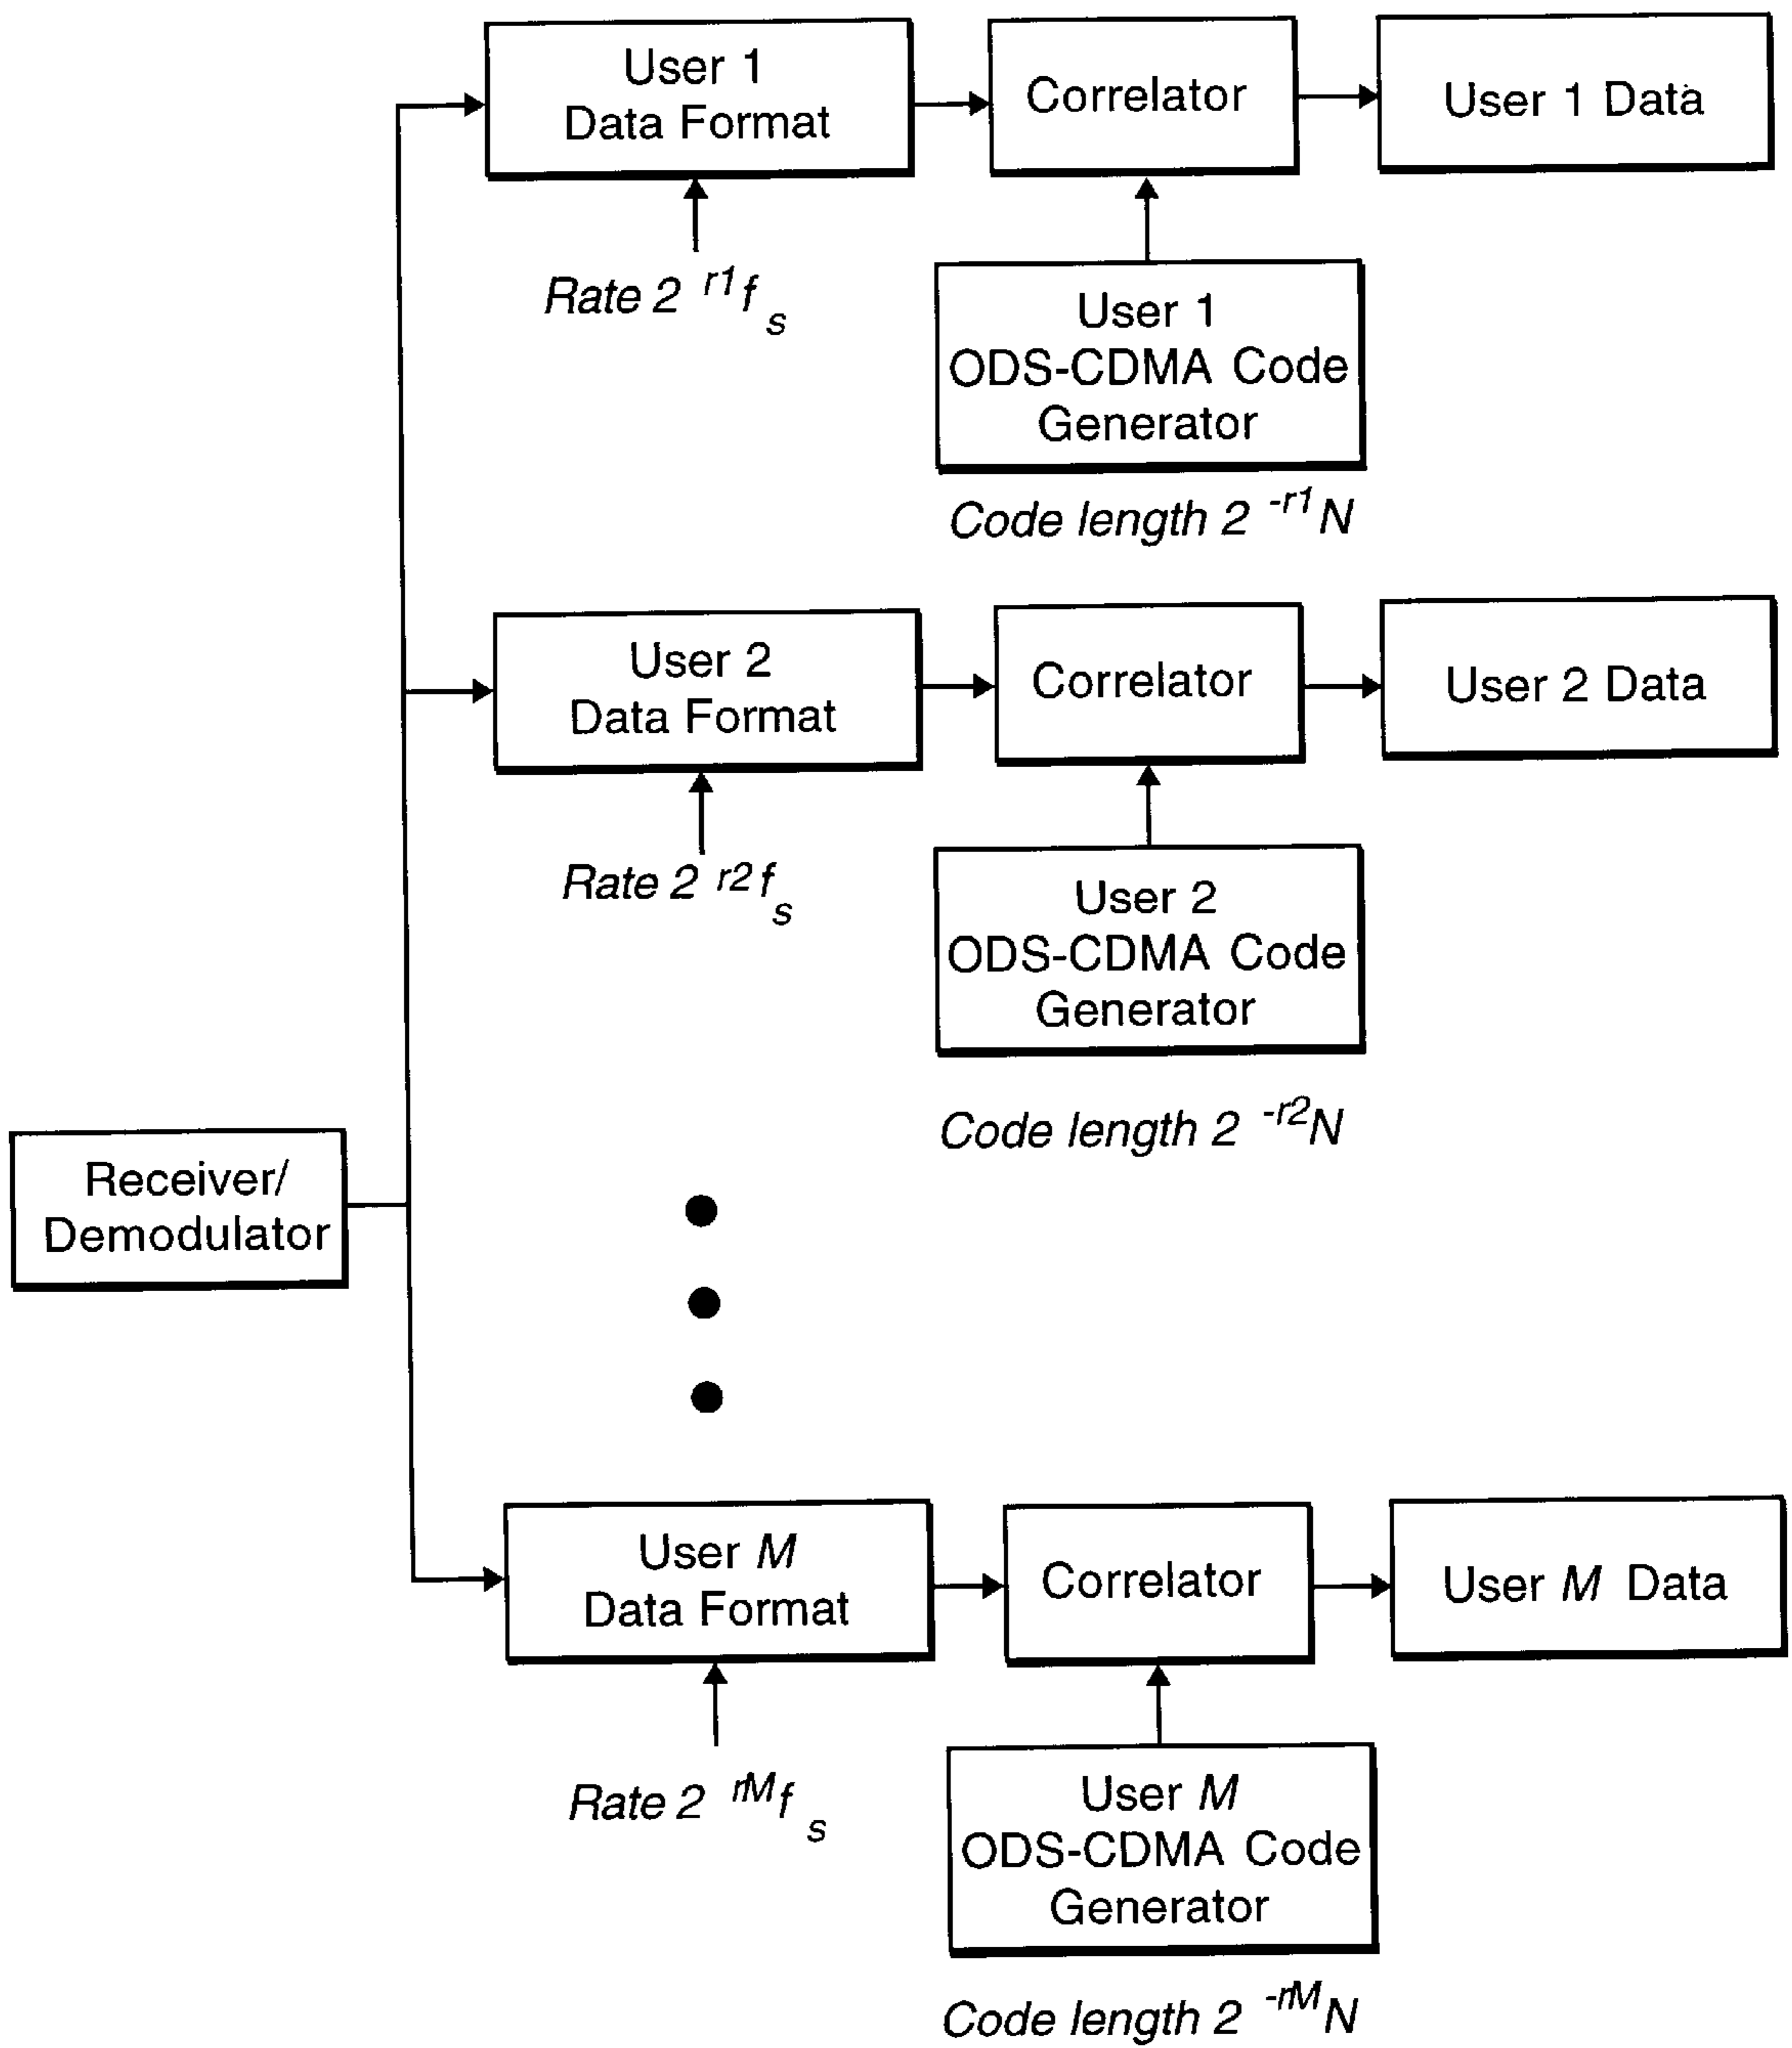 User 1
Data Format
Correlator
User 1 Data
Rate 2 r1 f s
User 1
ODS-CDMA Code
Generator
Code length 2 -r1 N
User 2
Data Format
Correlator
User 2 Data
Rate 2 r2 f s
User 2
ODS-CDMA Code
Generator
Code length 2 -r2 N
Receiver/
Demodulator
User M
Data Format
Correlator
User M Data
Rate 2 rM f s
User M
ODS-CDMA Code
Generator
Code length 2 -rM N